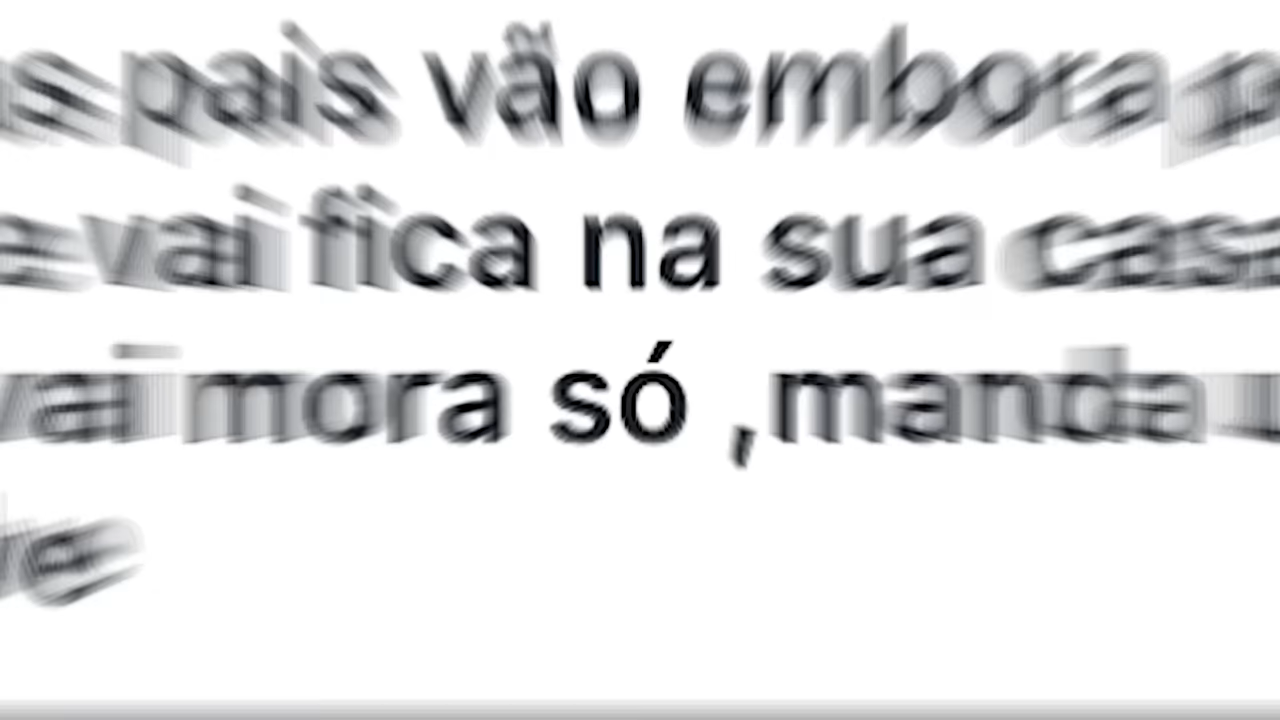 pais vão embora
vai fica na sua casa
vai mora só ,manda